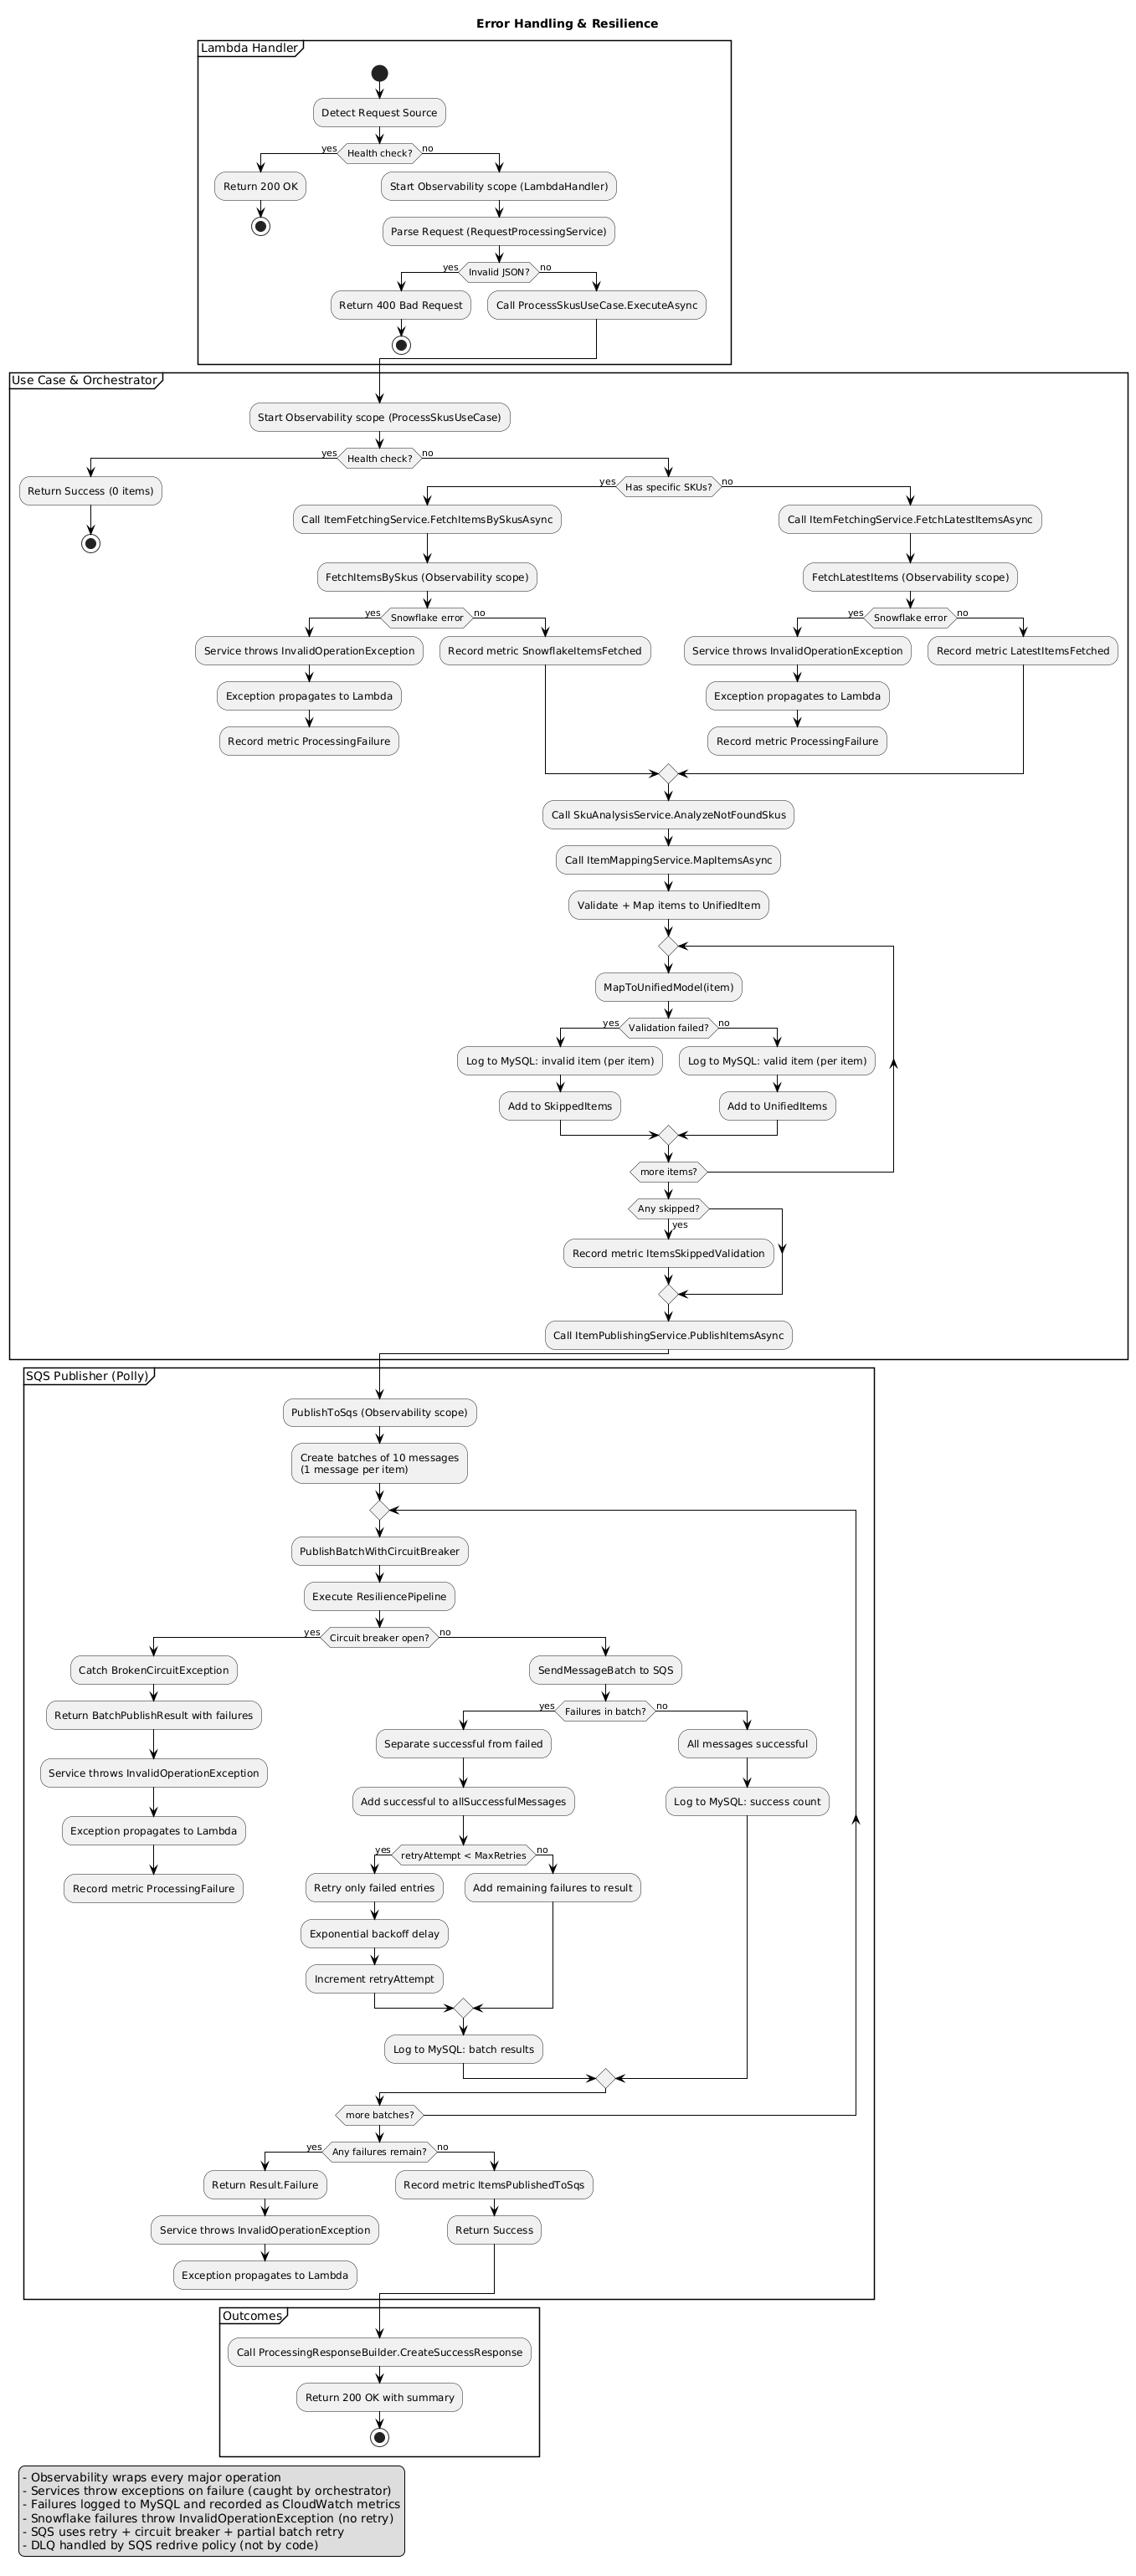 Error Handling & Resilience
Lambda Handler
Detect Request Source
yes
Health check?
no
Return 200 OK
Start Observability scope (LambdaHandler)
Parse Request (RequestProcessingService)
yes
Invalid JSON?
no
Return 400 Bad Request
Call ProcessSkusUseCase.ExecuteAsync
Use Case & Orchestrator
Start Observability scope (ProcessSkusUseCase)
yes
Health check?
no
Return Success (0 items)
yes
Has specific SKUs?
no
Call ItemFetchingService.FetchItemsBySkusAsync
Call ItemFetchingService.FetchLatestItemsAsync
FetchItemsBySkus (Observability scope)
FetchLatestItems (Observability scope)
yes
Snowflake error
no
yes
Snowflake error
no
Service throws InvalidOperationException
Record metric SnowflakeItemsFetched
Service throws InvalidOperationException
Record metric LatestItemsFetched
Exception propagates to Lambda
Exception propagates to Lambda
Record metric ProcessingFailure
Record metric ProcessingFailure
Call SkuAnalysisService.AnalyzeNotFoundSkus
Call ItemMappingService.MapItemsAsync
Validate + Map items to UnifiedItem
MapToUnifiedModel(item)
yes
Validation failed?
no
Log to MySQL: invalid item (per item)
Log to MySQL: valid item (per item)
Add to SkippedItems
Add to UnifiedItems
more items?
Any skipped?
yes
Record metric ItemsSkippedValidation
Call ItemPublishingService.PublishItemsAsync
SQS Publisher (Polly)
PublishToSqs (Observability scope)
Create batches of 10 messages
(1 message per item)
PublishBatchWithCircuitBreaker
Execute ResiliencePipeline
yes
Circuit breaker open?
no
Catch BrokenCircuitException
SendMessageBatch to SQS
Return BatchPublishResult with failures
yes
Failures in batch?
no
Separate successful from failed
All messages successful
Service throws InvalidOperationException
Add successful to allSuccessfulMessages
Log to MySQL: success count
Exception propagates to Lambda
yes
retryAttempt < MaxRetries
no
Record metric ProcessingFailure
Retry only failed entries
Add remaining failures to result
Exponential backoff delay
Increment retryAttempt
Log to MySQL: batch results
more batches?
yes
Any failures remain?
no
Return Result.Failure
Record metric ItemsPublishedToSqs
Service throws InvalidOperationException
Return Success
Exception propagates to Lambda
Outcomes
Call ProcessingResponseBuilder.CreateSuccessResponse
Return 200 OK with summary
- Observability wraps every major operation
- Services throw exceptions on failure (caught by orchestrator)
- Failures logged to MySQL and recorded as CloudWatch metrics
- Snowflake failures throw InvalidOperationException (no retry)
- SQS uses retry + circuit breaker + partial batch retry
- DLQ handled by SQS redrive policy (not by code)